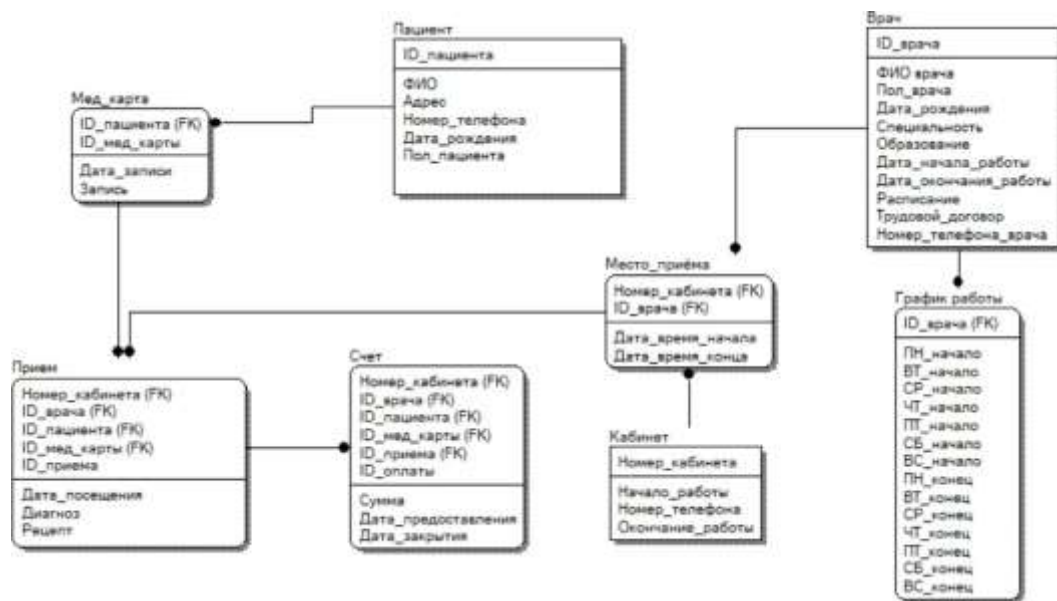 Пациент
ID_пациента
ФИО
Адрес
Номер_телефона
Дата_рождения
Пол_пациента
Врач
ID_врача
ФИО врача
Пол_врача
Дата_рождения
Специальность
Образование
Дата_начала_работы
Дата_окончания_работы
Расписание
Трудовой_договор
Номер_телефона_врача
Мед_карта
ID_пациента (FK)
ID_мед_карты
Дата_записи
Запись
Место_приёма
Номер_кабинета (FK)
ID_врача (FK)
Дата_время_начала
Дата_время_конца
График работы
ID_врача (FK)
ПН_начало
ВТ_начало
СР_начало
ЧТ_начало
ПТ_начало
СБ_начало
ВС_начало
ПН_конец
ВТ_конец
СР_конец
ЧТ_конец
ПТ_конец
СБ_конец
ВС_конец
Прием
Номер_кабинета (FK)
ID_врача (FK)
ID_пациента (FK)
ID_мед_карты (FK)
ID_приема
Дата_посещения
Диагноз
Рецепт
Счет
Номер_кабинета (FK)
ID_врача (FK)
ID_пациента (FK)
ID_мед_карты (FK)
ID_приема (FK)
ID_оплаты
Сумма
Дата_предоставления
Дата_закрытия
Кабинет
Номер_кабинета
Начало_работы
Номер_телефона
Окончание_работы